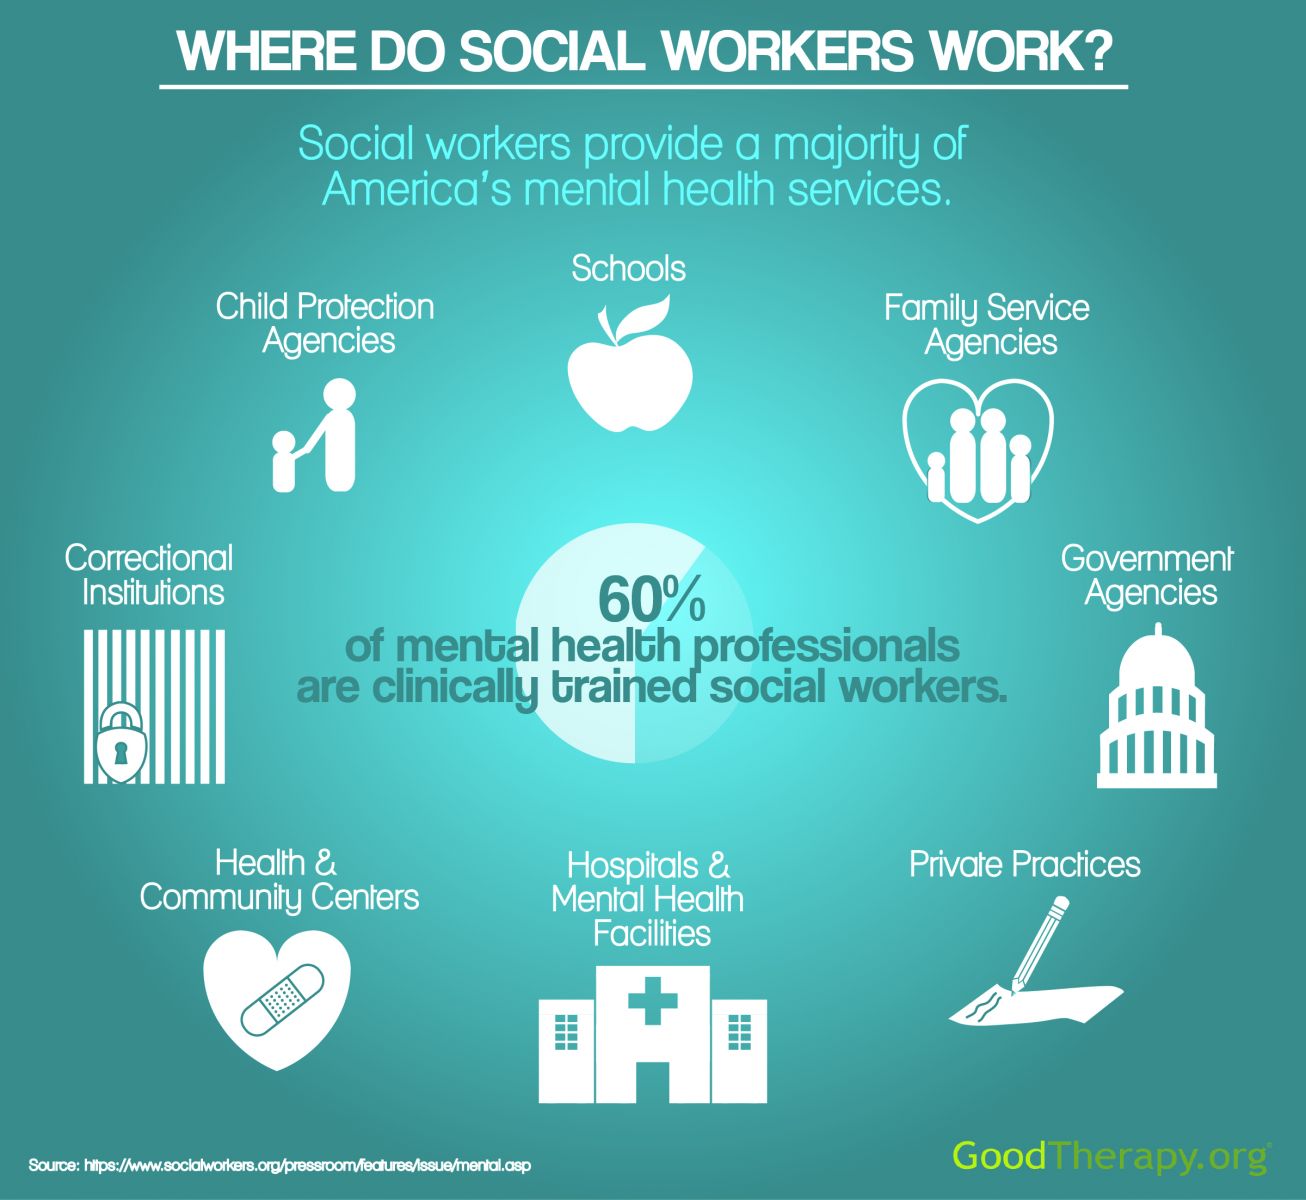 WHERE DO SOCIAL WORKERS WORK?
Social workers provide a majority of
America's mental health services.
Schools
Child Protection
Agencies
Family Service
Agencies
Correctional
Institutions
Government
Agencies
60%
of mental health professionals
are clinically trained social workers.
Health &
Community Centers
Hospitals &
Mental Health
Facilities
Private Practices
Source: https://www.socialworkers.org/pressroom/features/issue/mental.asp
GoodTherapy.org®